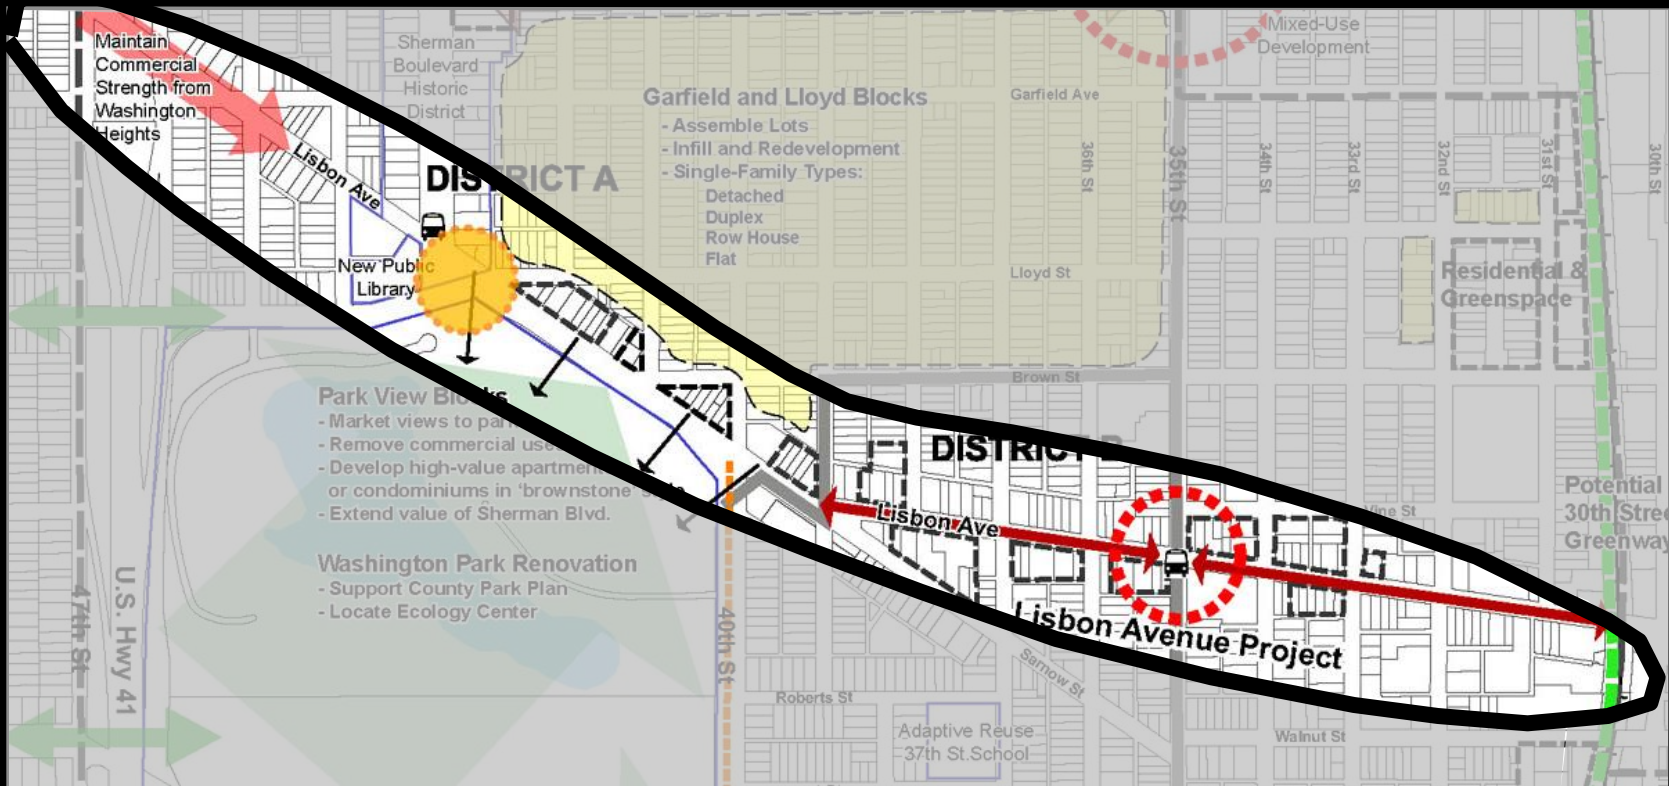 Maintain
Commercial
Strength from
Washington
Heights
Sherman
Boulevard
Historic
District
Mixed-Use
Development
Garfield and Lloyd Blocks
- Assemble Lots
- Infill and Redevelopment
- Single-Family Types:
Detached
Duplex
Row House
Flat
Garfield Ave
36th St
35th St
34th St
33rd St
32nd St
31st St
30th St
Lisbon Ave
DISTRICT A
New Public
Library
Lloyd St
Residential &
Greenspace
Brown St
Park View Blocks
- Market views to park
- Remove commercial use
- Develop high-value apartment
or condominiums in 'brownstone' style
- Extend value of Sherman Blvd.
DISTRICT B
Lisbon Ave
Vine St
Potential
30th Stree
Greenway
Washington Park Renovation
- Support County Park Plan
- Locate Ecology Center
47th St
U.S. Hwy 41
40th St
Lisbon Avenue Project
Sarnow St
Roberts St
Adaptive Reuse
37th St.School
Walnut St